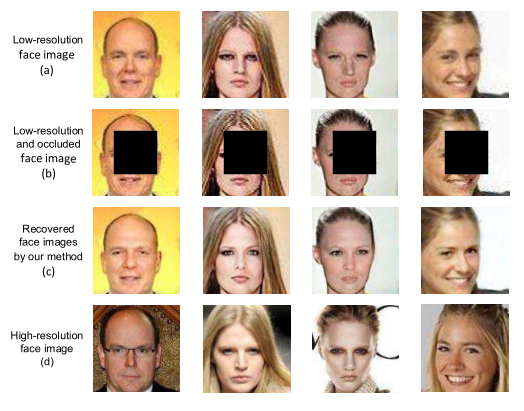 Low-resolution
face image
(a)
Low-resolution
and occluded
face image
(b)
Recovered
face images
by our method
(c)
High-resolution
face image
(d)